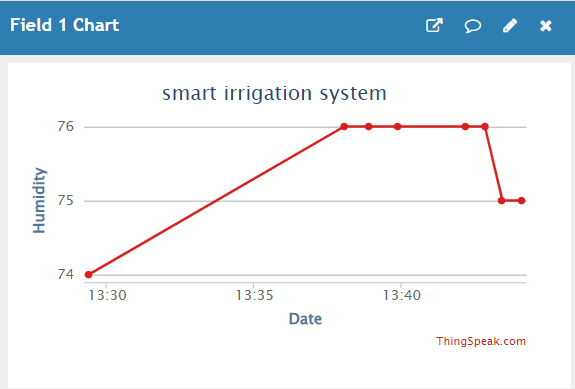 Field 1 Chart
smart irrigation system
76
75
74
Humidity
13:30 13:35 13:40
Date
ThingSpeak.com